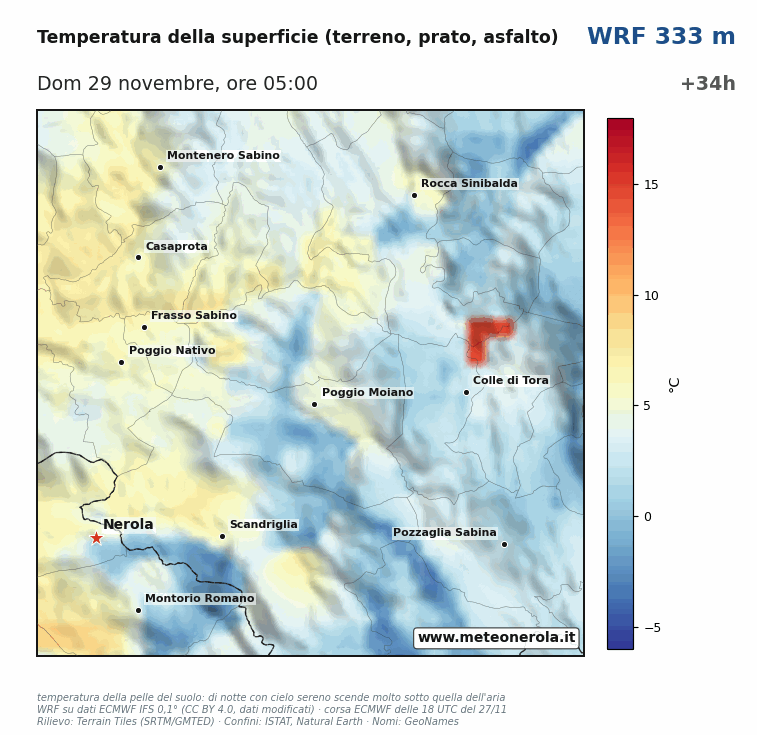 Temperatura della superficie (terreno, prato, asfalto)
WRF 333 m
Dom 29 novembre, ore 05:00
+34h
Montenero Sabino
Rocca Sinibalda
Casaprota
Frasso Sabino
Poggio Nativo
Colle di Tora
Poggio Moiano
Nerola
Scandriglia
Pozzaglia Sabina
Montorio Romano
www.meteonerola.it
15
10
5
0
−5
°C
temperatura della pelle del suolo: di notte con cielo sereno scende molto sotto quella dell'aria
WRF su dati ECMWF IFS 0,1° (CC BY 4.0, dati modificati) · corsa ECMWF delle 18 UTC del 27/11
Rilievo: Terrain Tiles (SRTM/GMTED) · Confini: ISTAT, Natural Earth · Nomi: GeoNames